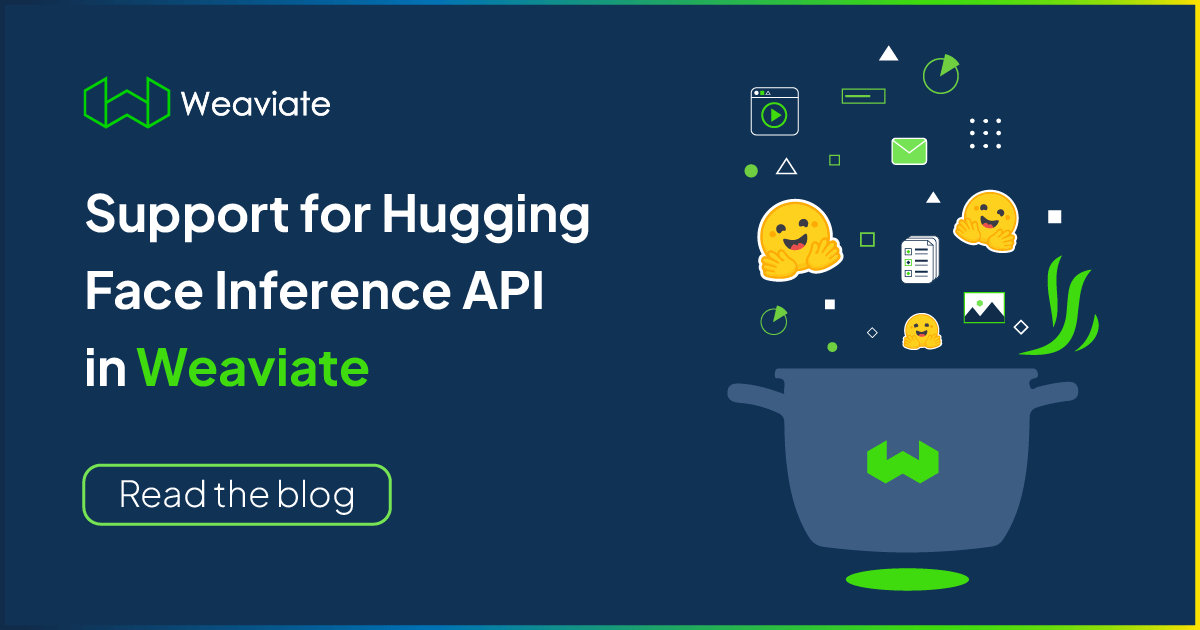 Weaviate
Support for Hugging
Face Inference API
in Weaviate
Read the blog